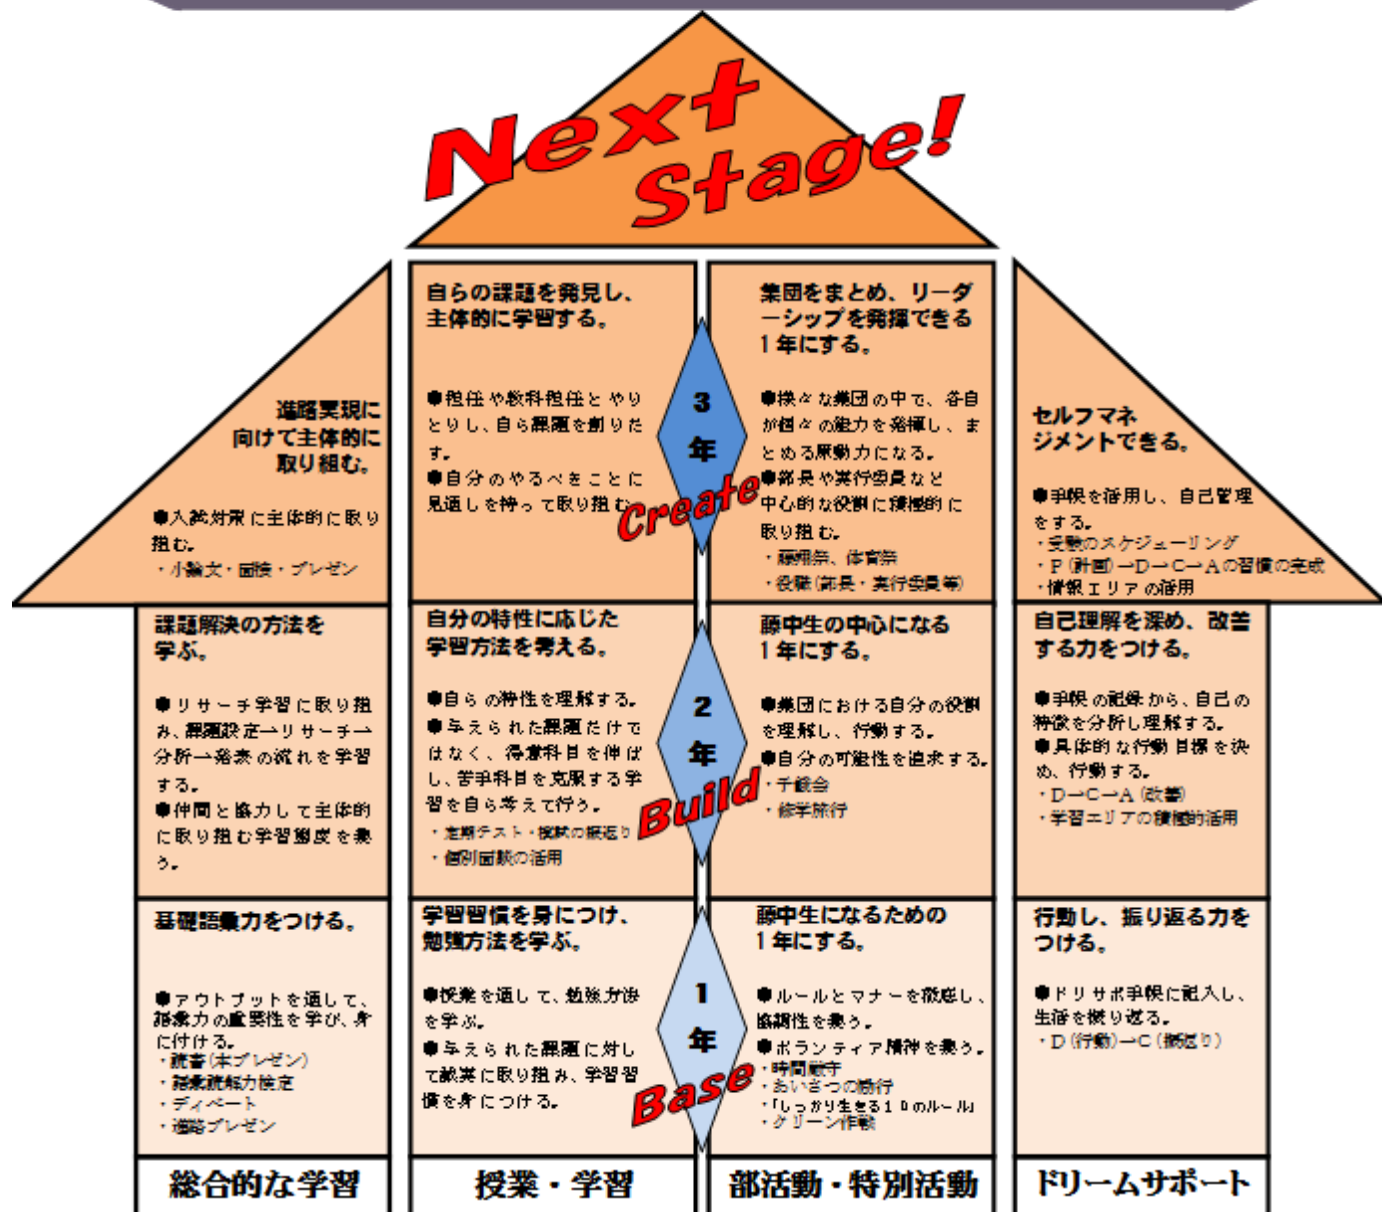 Next
Stage!
進路実現に
向けて主体的に
取り組む。
●入試対策に主体的に取り
組む。
・小論文・面接・プレゼン
自らの課題を発見し、
主体的に学習する。
●担任や教科担任とやり
とりし、自ら課題を創りだ
す。
●自分のやるべきことに
見通しを持って取り組む。
3
年
Create
集団をまとめ、リーダ
ーシップを発揮できる
1年にする。
●様々な集団の中で、各自
が個々の能力を発揮し、ま
とめる原動力になる。
●部長や実行委員など
中心的な役割に積極的に
取り組む。
・藤翔祭、体育祭
・役職(部長・実行委員等)
セルフマネ
ジメントできる。
●手帳を活用し、自己管理
をする。
・受験のスケジューリング
・P(計画)→D→C→Aの習慣の完成
・情報エリアの活用
課題解決の方法を
学ぶ。
●リサーチ学習に取り組
み、課題設定→リサーチ→
分析→発表の流れを学習
する。
●仲間と協力して主体的
に取り組む学習態度を養
う。
自分の特性に応じた
学習方法を考える。
●自らの特性を理解する。
●与えられた課題だけで
はなく、得意科目を伸ば
し、苦手科目を克服する学
習を自ら考えて行う。
・定期テスト・模試の振返り
・個別面談の活用
2
年
Build
藤中生の中心になる
1年にする。
●集団における自分の役割
を理解し、行動する。
●自分の可能性を追求する。
・予餞会
・修学旅行
自己理解を深め、改善
する力をつける。
●手帳の記録から、自己の
特徴を分析し理解する。
●具体的な行動目標を決
め、行動する。
・D→C→A(改善)
・学習エリアの積極的活用
基礎語彙力をつける。
●アウトプットを通して、
語彙力の重要性を学び、身
に付ける。
・読書(本プレゼン)
・語彙読解力検定
・ディベート
・進路プレゼン
学習習慣を身につけ、
勉強方法を学ぶ。
●授業を通して、勉強方法
を学ぶ。
●与えられた課題に対し
て誠実に取り組み、学習習
慣を身につける。
1
年
Base
藤中生になるための
1年にする。
●ルールとマナーを徹底し、
協調性を養う。
●ボランティア精神を養う。
・時間厳守
・あいさつの励行
・「しっかり生きる10のルール」
・クリーン作戦
行動し、振り返る力を
つける。
●ドリサポ手帳に記入し、
生活を振り返る。
・D(行動)→C(振返り)
総合的な学習
授業・学習
部活動・特別活動
ドリームサポート